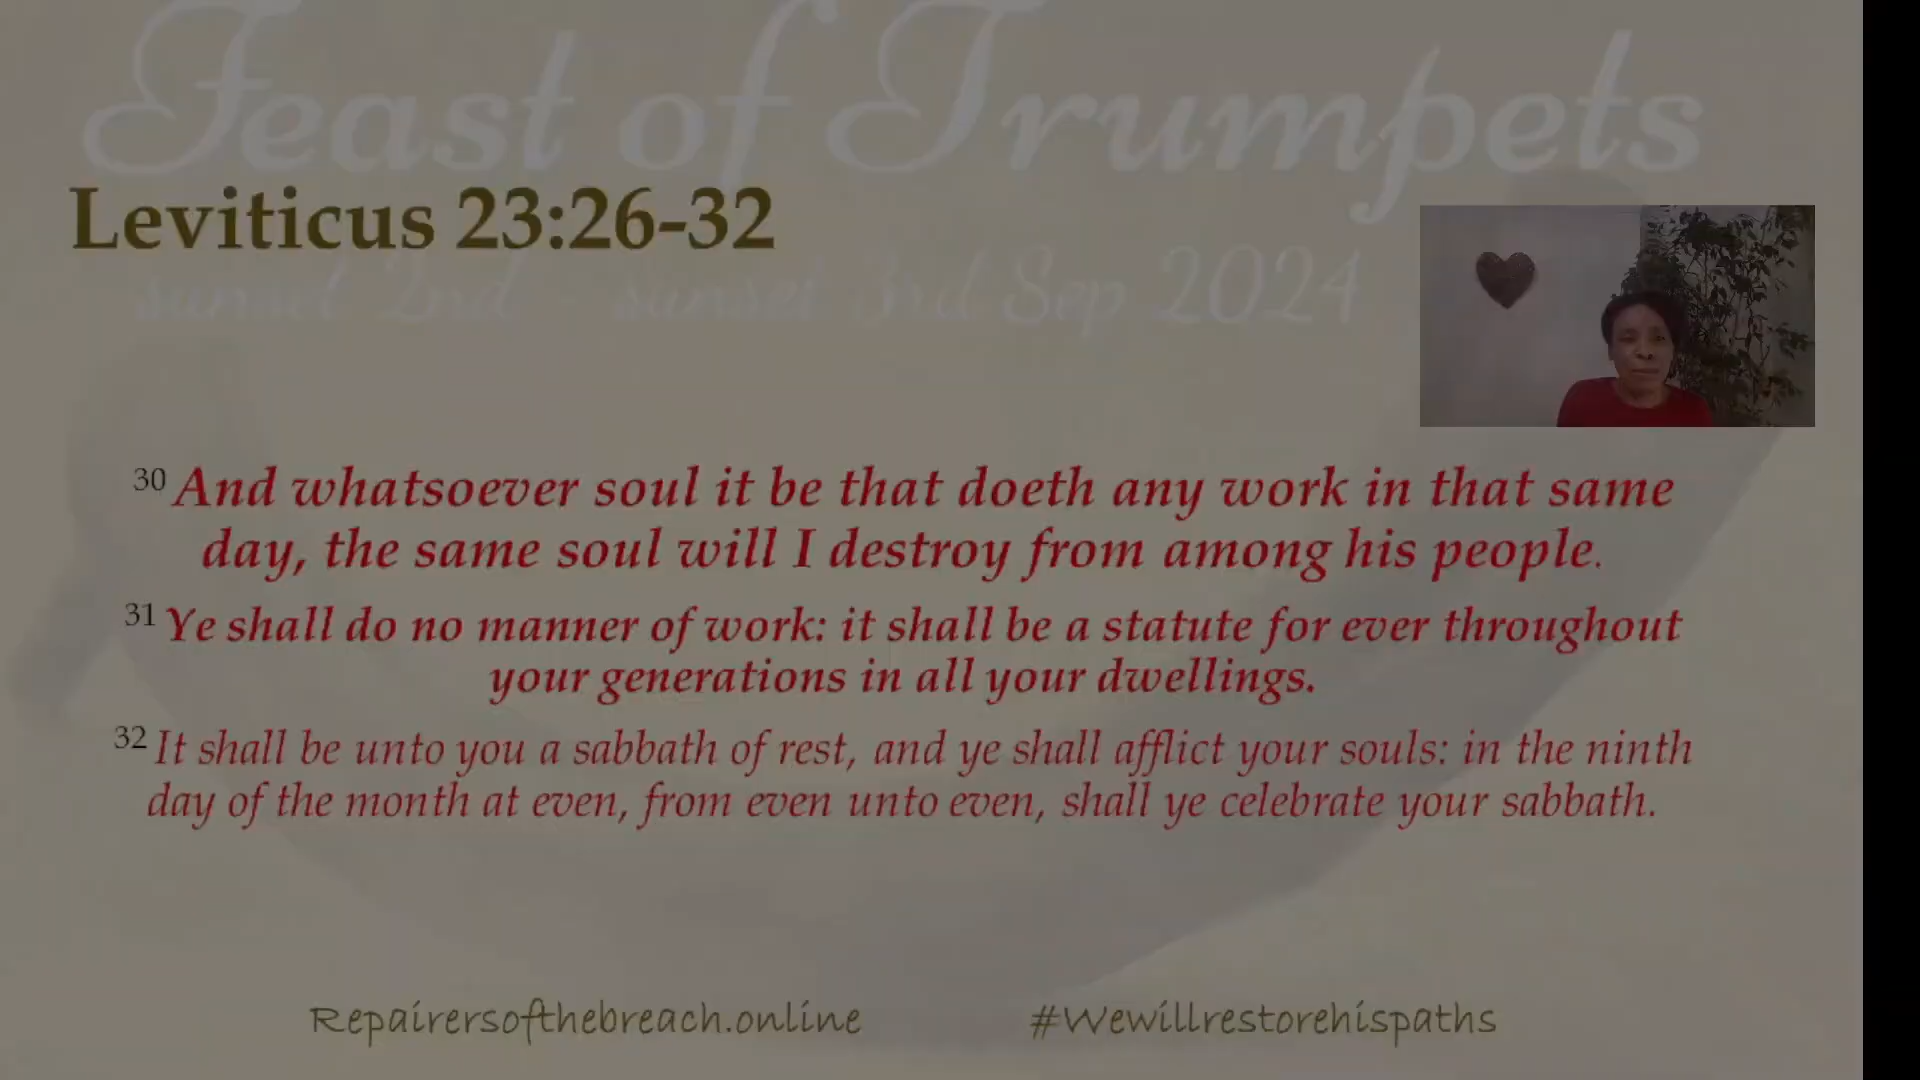 Feast of Trumpets
Leviticus 23:26-32
Sunset 2nd - Sunset 3rd Sep 2024
30 And whatsoever soul it be that doeth any work in that same
day, the same soul will I destroy from among his people.
31 Ye shall do no manner of work: it shall be a statute for ever throughout
your generations in all your dwellings.
32 It shall be unto you a sabbath of rest, and ye shall afflict your souls: in the ninth
day of the month at even, from even unto even, shall ye celebrate your sabbath.
Repairersofthebreach.online
#Wewillrestorehispaths